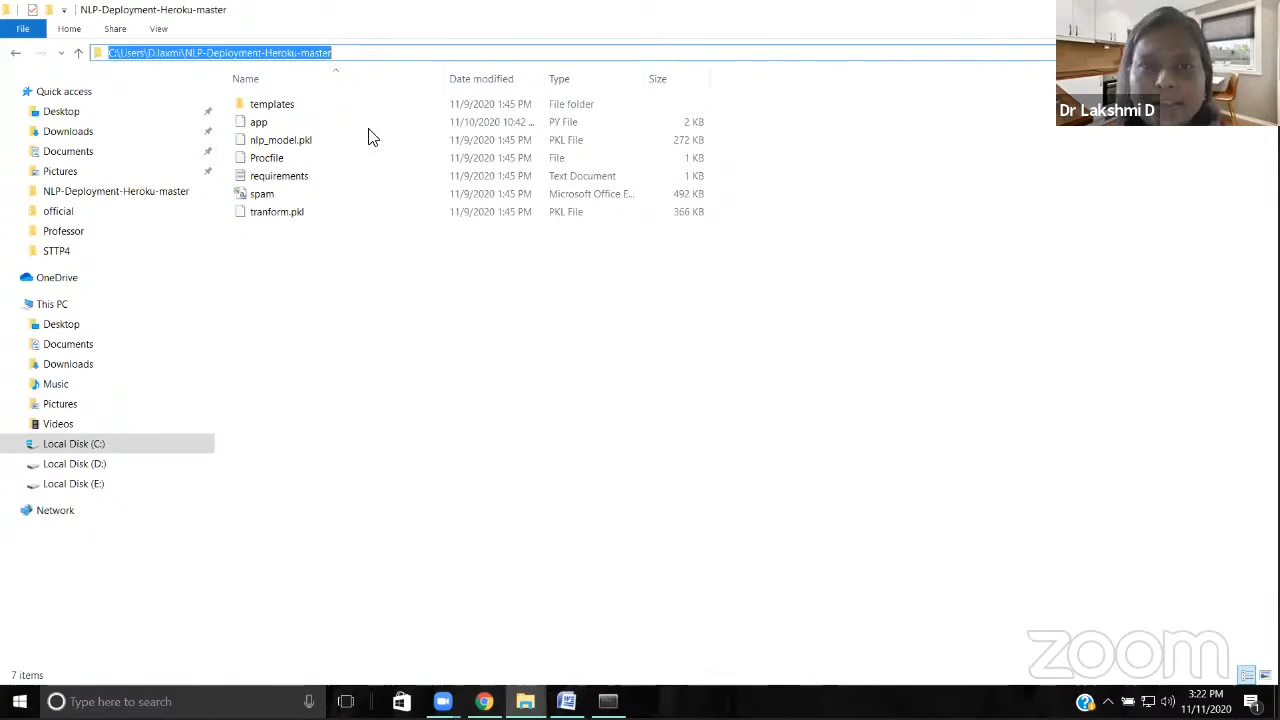 NLP-Deployment-Heroku-master
File Home Share View
C:\Users\D.laxmi\NLP-Deployment-Heroku-master
Name Date modified Type Size
Quick access
Desktop
Downloads
Documents
Pictures
NLP-Deployment-Heroku-master
official
Professor
STTP4
OneDrive
This PC
Desktop
Documents
Downloads
Music
Pictures
Videos
Local Disk (C:)
Local Disk (D:)
Local Disk (E:)
Network
templates 11/9/2020 1:45 PM File folder
app 11/10/2020 10:42 ... PY File 2 KB
nlp_model.pkl 11/9/2020 1:45 PM PKL File 272 KB
Procfile 11/9/2020 1:45 PM File 1 KB
requirements 11/9/2020 1:45 PM Text Document 1 KB
spam 11/9/2020 1:45 PM Microsoft Office E... 492 KB
tranform.pkl 11/9/2020 1:45 PM PKL File 366 KB
Dr Lakshmi D
zoom
7 items
Type here to search
3:22 PM
11/11/2020